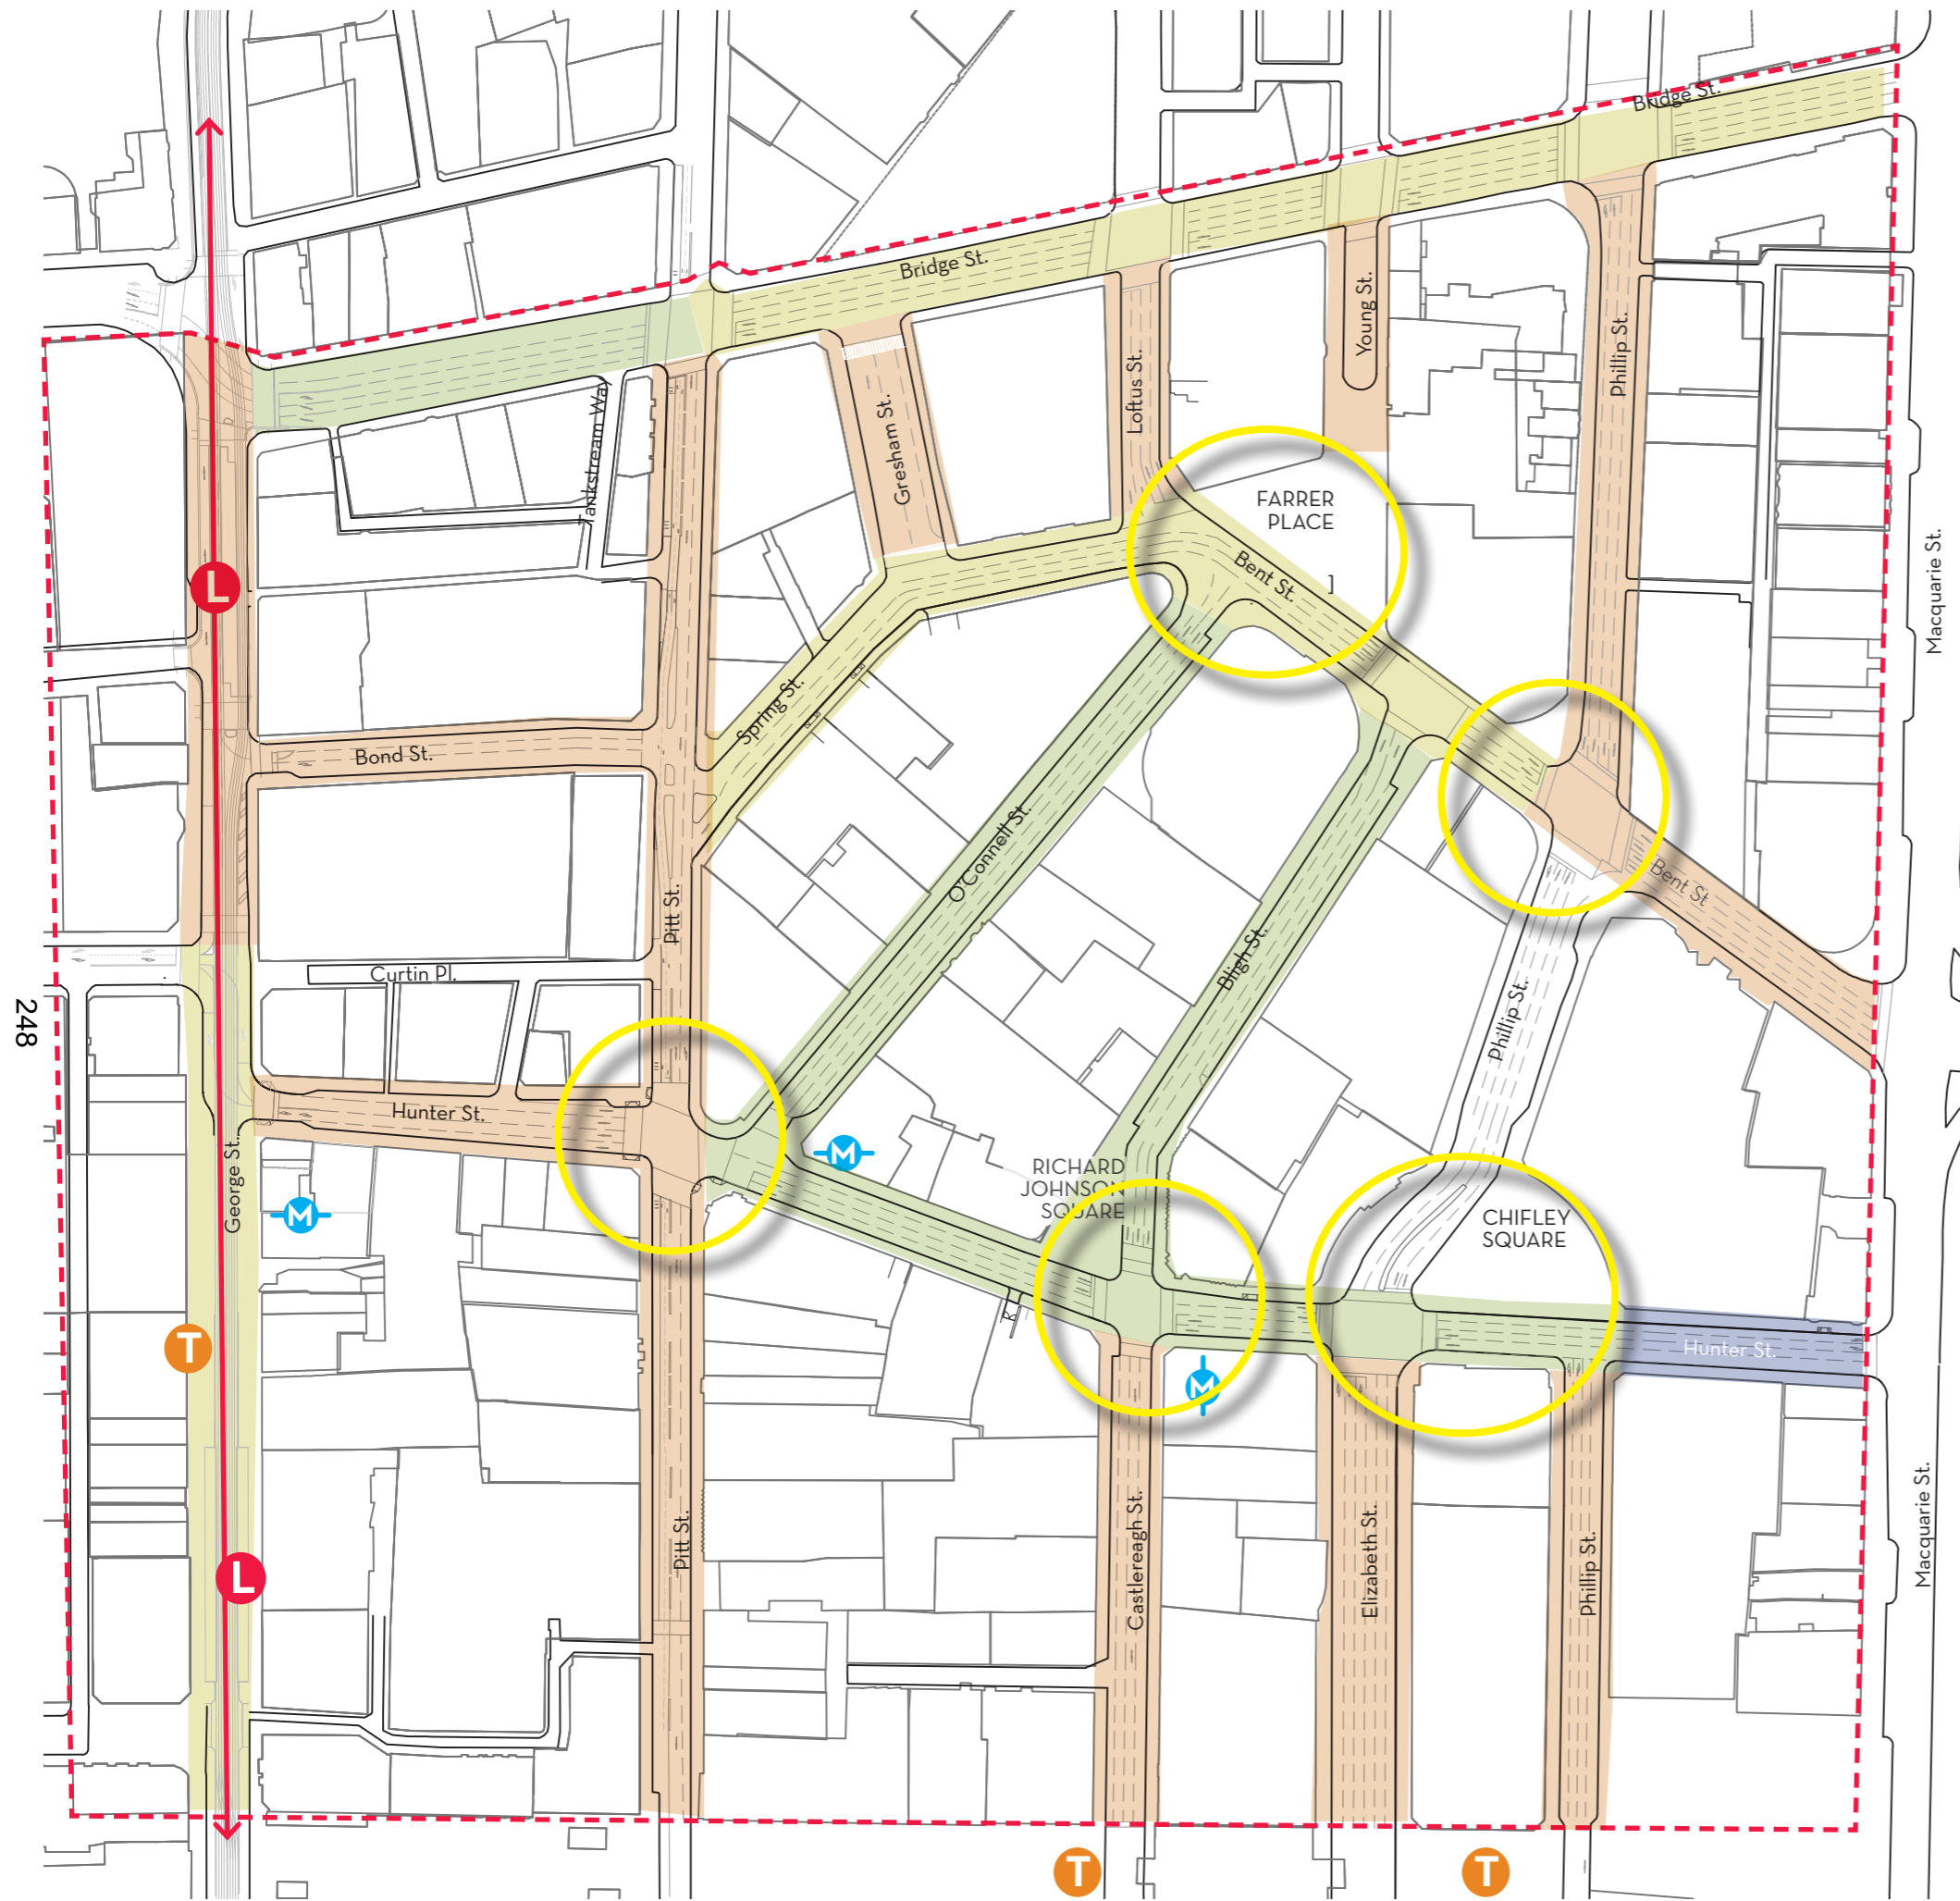 Bridge St.
Bridge St.
Young St.
Phillip St.
Loftus St.
Gresham St.
Tankstream Way
FARRER
PLACE
Bent St.
L
Macquarie St.
Spring St.
Bond St.
O'Connell St.
Bent St
Pitt St.
Bligh St.
Curtin Pl.
Phillip St.
248
Hunter St.
M
George St.
M
RICHARD
JOHNSON
SQUARE
CHIFLEY
SQUARE
Hunter St.
T
M
L
Pitt St.
Castlereagh St.
Elizabeth St.
Phillip St.
Macquarie St.
T
T